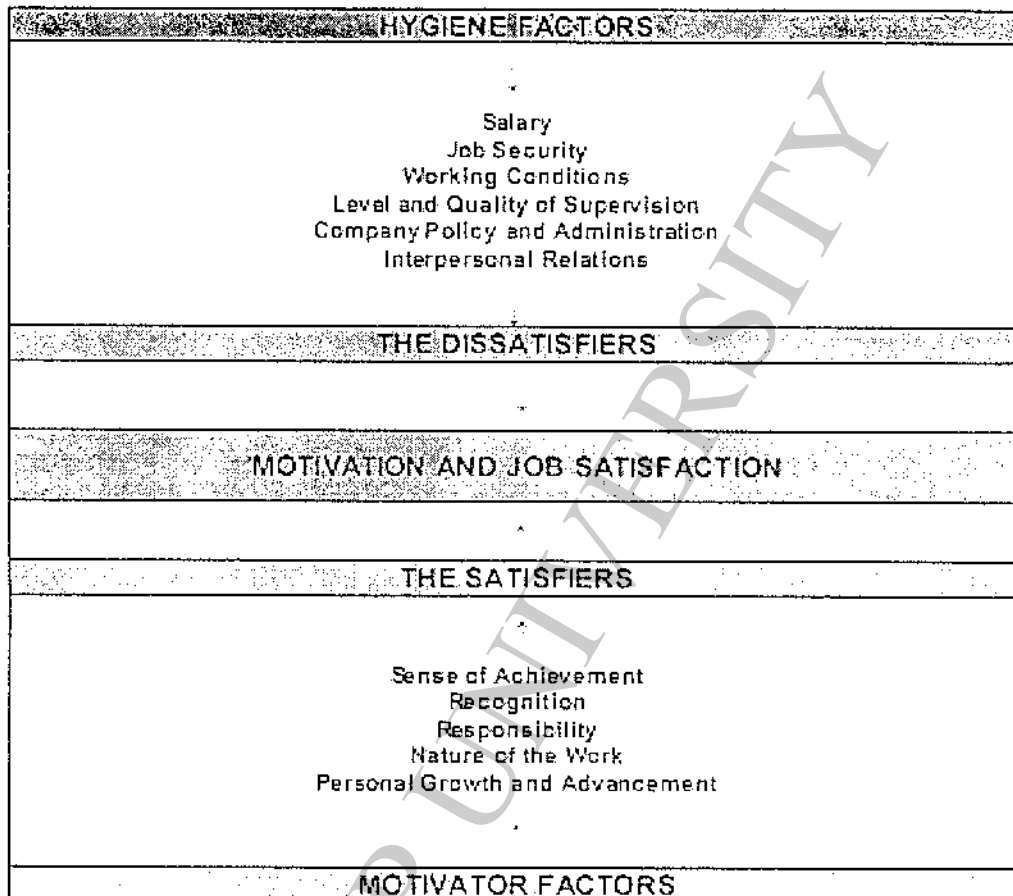 HYGIENE FACTORS
Salary
Job Security
Working Conditions
Level and Quality of Supervision
Company Policy and Administration
Interpersonal Relations
THE DISSATISFIERS
MOTIVATION AND JOB SATISFACTION
THE SATISFIERS
Sense of Achievement
Recognition
Responsibility
Nature of the Work
Personal Growth and Advancement
MOTIVATOR FACTORS
UNIVERSITY